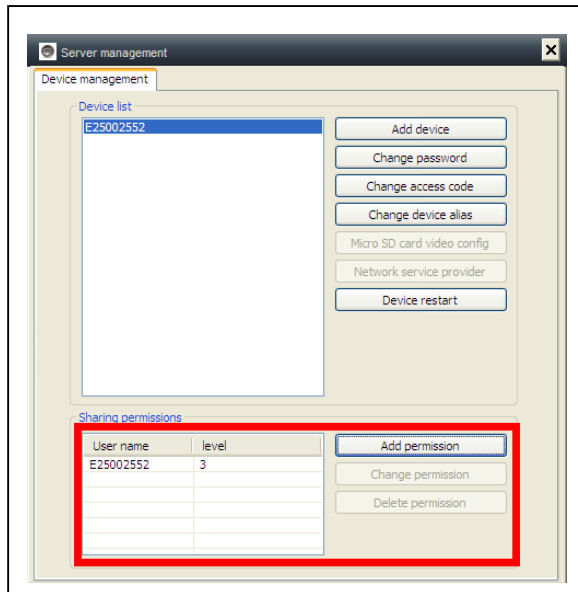 Server management
Device management
Device list
E25002552
Add device
Change password
Change access code
Change device alias
Micro SD card video config
Network service provider
Device restart
Sharing permissions
User name level
E25002552 3
Add permission
Change permission
Delete permission